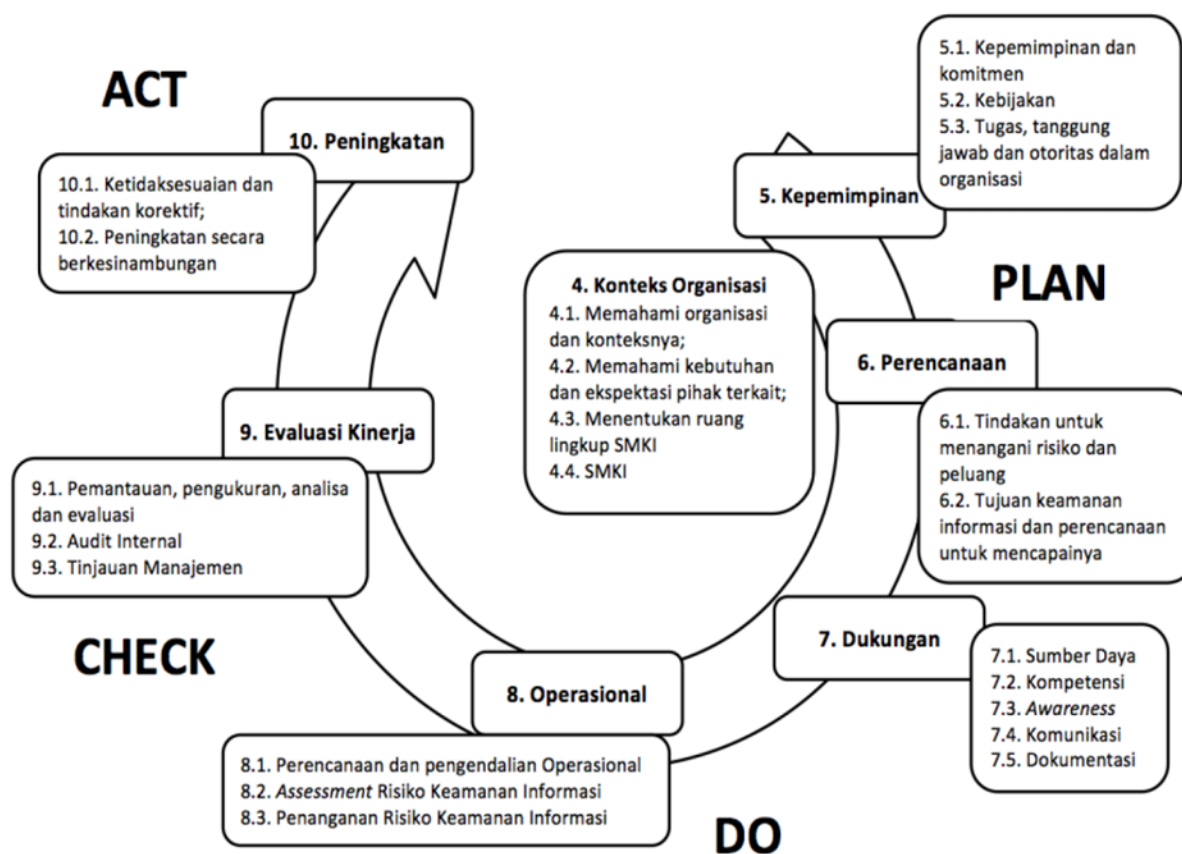 ACT
10. Peningkatan
10.1. Ketidaksesuaian dan
tindakan korektif;
10.2. Peningkatan secara
berkesinambungan
5.1. Kepemimpinan dan
komitmen
5.2. Kebijakan
5.3. Tugas, tanggung
jawab dan otoritas dalam
organisasi
5. Kepemimpinan
PLAN
4. Konteks Organisasi
4.1. Memahami organisasi
dan konteksnya;
4.2. Memahami kebutuhan
dan ekspektasi pihak terkait;
4.3. Menentukan ruang
lingkup SMKI
4.4. SMKI
6. Perencanaan
6.1. Tindakan untuk
menangani risiko dan
peluang
6.2. Tujuan keamanan
informasi dan perencanaan
untuk mencapainya
9. Evaluasi Kinerja
9.1. Pemantauan, pengukuran, analisa
dan evaluasi
9.2. Audit Internal
9.3. Tinjauan Manajemen
CHECK
7. Dukungan
7.1. Sumber Daya
7.2. Kompetensi
7.3. Awareness
7.4. Komunikasi
7.5. Dokumentasi
8. Operasional
8.1. Perencanaan dan pengendalian Operasional
8.2. Assessment Risiko Keamanan Informasi
8.3. Penanganan Risiko Keamanan Informasi
DO